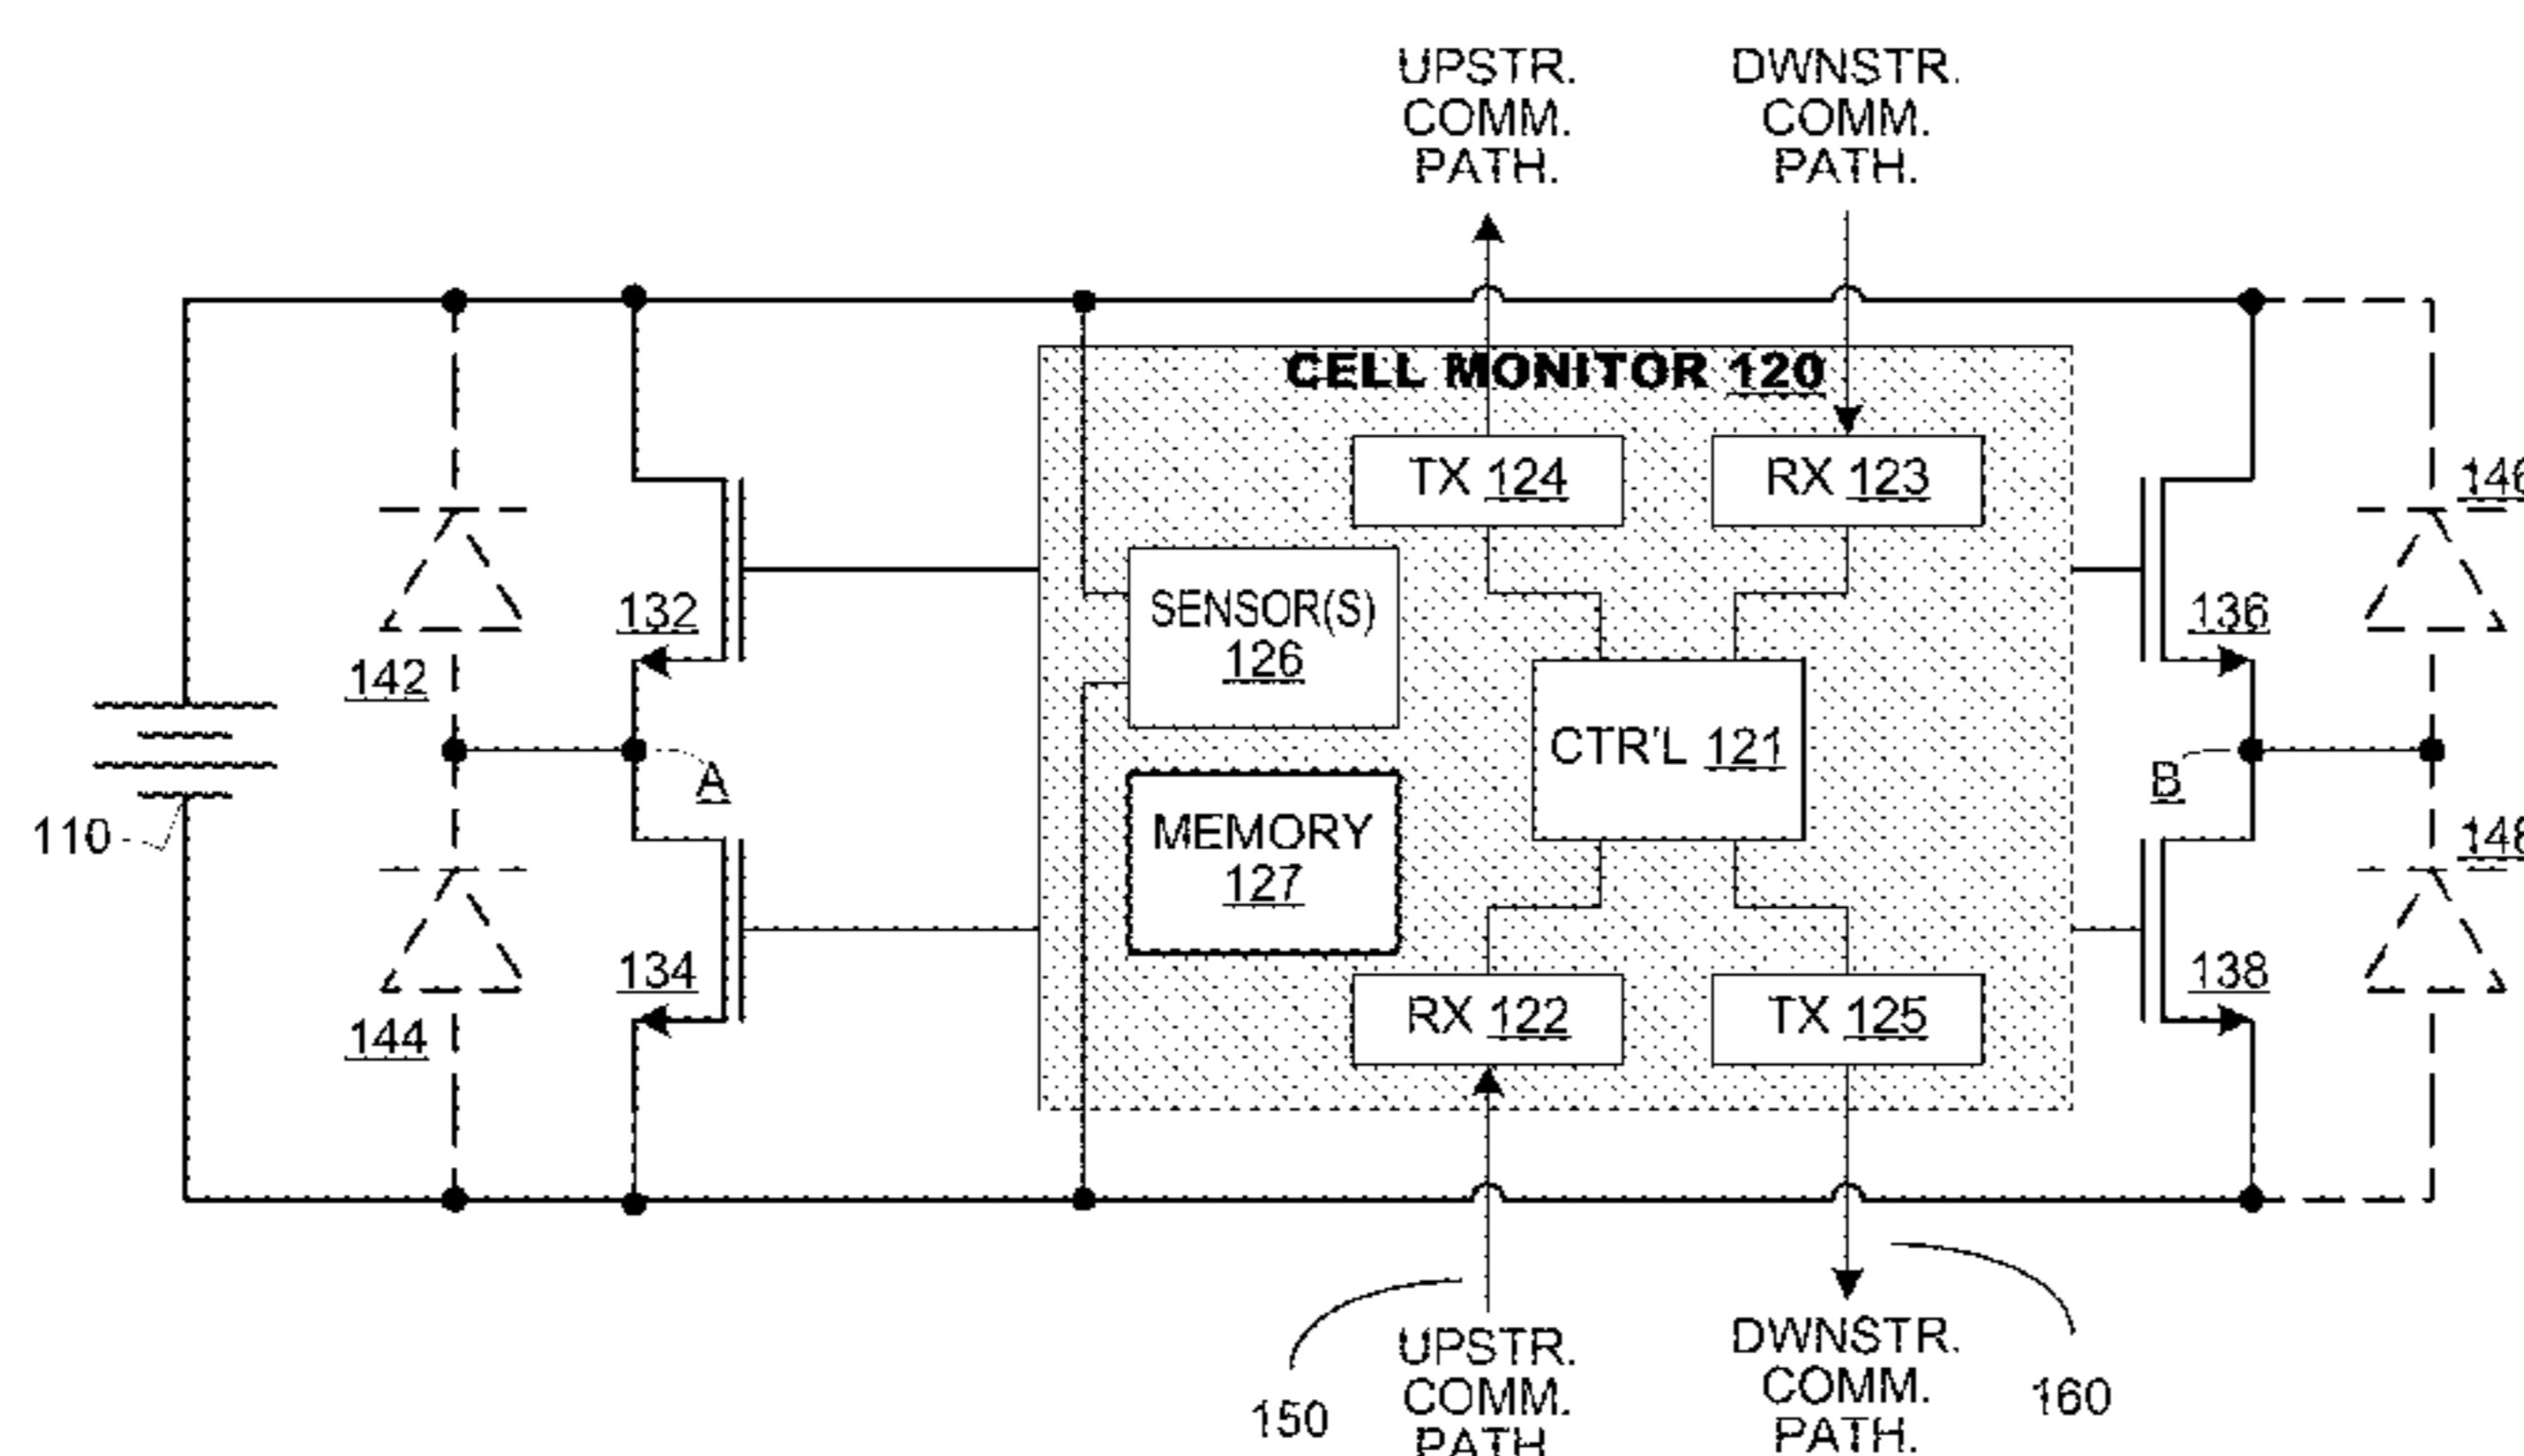 UPSTR.
COMM.
PATH.
DWNSTR.
COMM.
PATH.
CELL MONITOR 120
TX 124
RX 123
SENSOR(S)
126
CTR'L 121
MEMORY
127
RX 122
TX 125
132
142
A
110
134
144
136
B
138
150
UPSTR.
COMM.
PATH
DWNSTR.
COMM.
PATH.
160